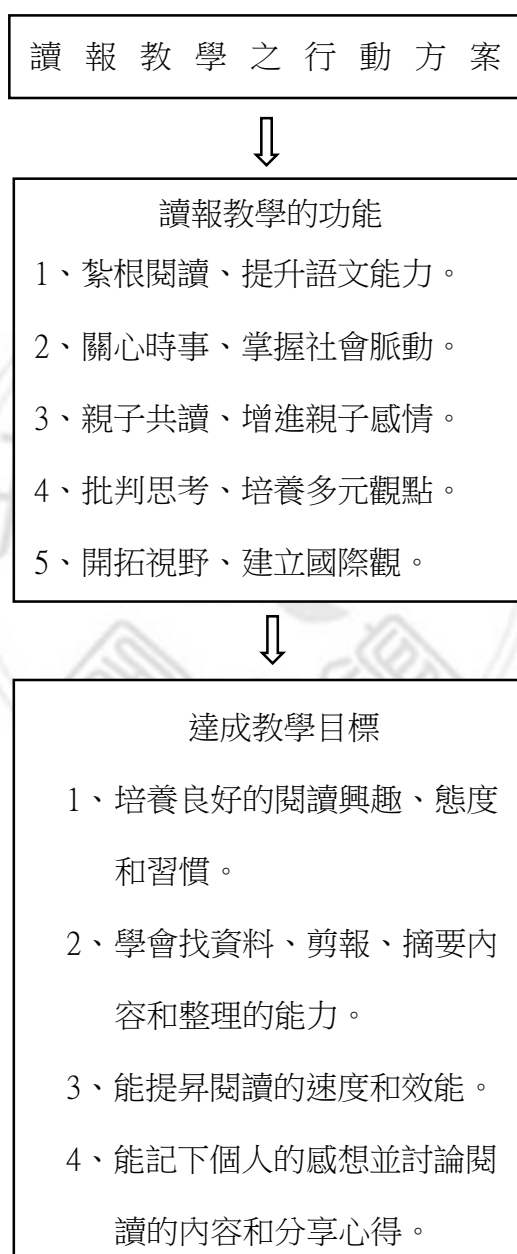 讀報教學之行動方案
讀報教學的功能
1、紮根閱讀、提升語文能力。
2、關心時事、掌握社會脈動。
3、親子共讀、增進親子感情。
4、批判思考、培養多元觀點。
5、開拓視野、建立國際觀。
達成教學目標
1、培養良好的閱讀興趣、態度
和習慣。
2、學會找資料、剪報、摘要內
容和整理的能力。
3、能提昇閱讀的速度和效能。
4、能記下個人的感想並討論閱
讀的內容和分享心得。